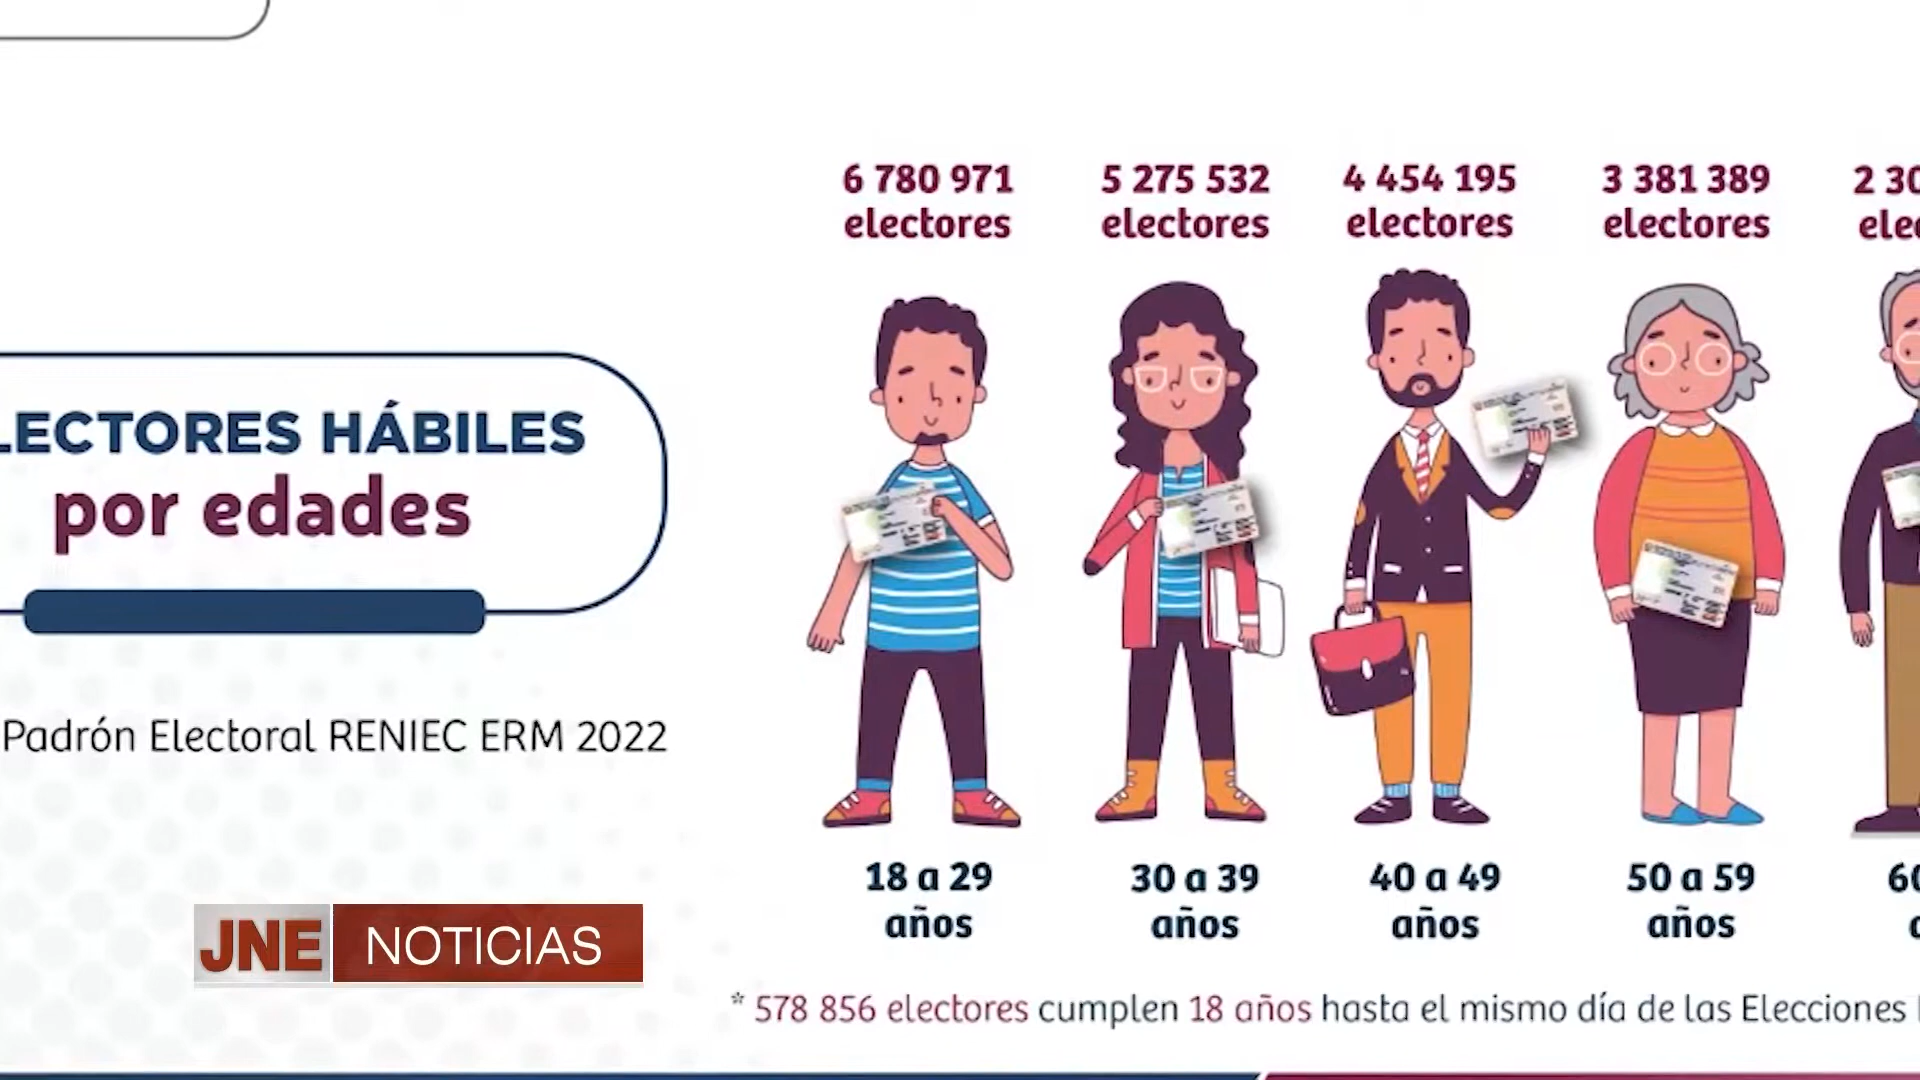 6 780 971
electores
5 275 532
electores
4 454 195
electores
3 381 389
electores
LECTORES HÁBILES
por edades
Padrón Electoral RENIEC ERM 2022
18 a 29
años
30 a 39
años
40 a 49
años
50 a 59
años
JNE NOTICIAS
* 578 856 electores cumplen 18 años hasta el mismo día de las Elecciones